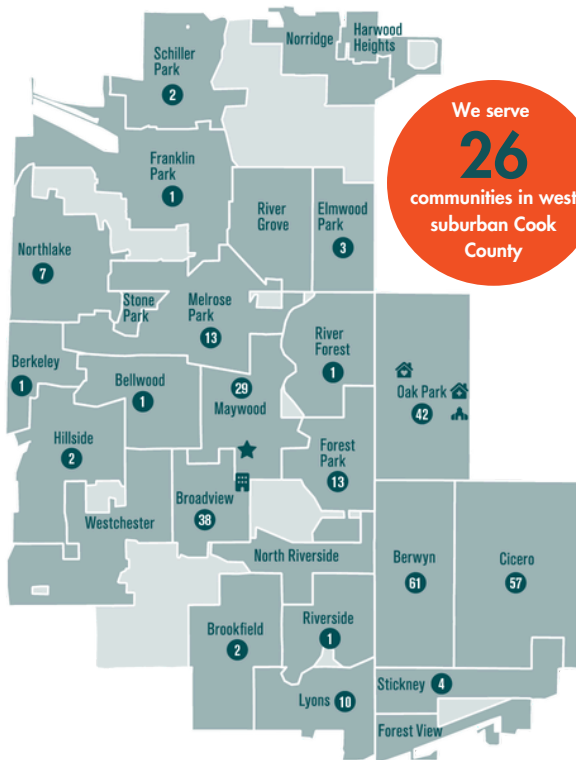 Norridge
Harwood
Heights
Schiller
Park
2
We serve
26
communities in west
suburban Cook
County
Franklin
Park
1
River
Grove
Elmwood
Park
3
Northlake
7
Stone
Park
Melrose
Park
13
River
Forest
1
Berkeley
1
Bellwood
1
29
Maywood
Oak Park
42
Hillside
2
Forest
Park
13
Broadview
38
Westchester
North Riverside
Berwyn
61
Cicero
57
Brookfield
2
Riverside
1
Stickney 4
Lyons 10
Forest View